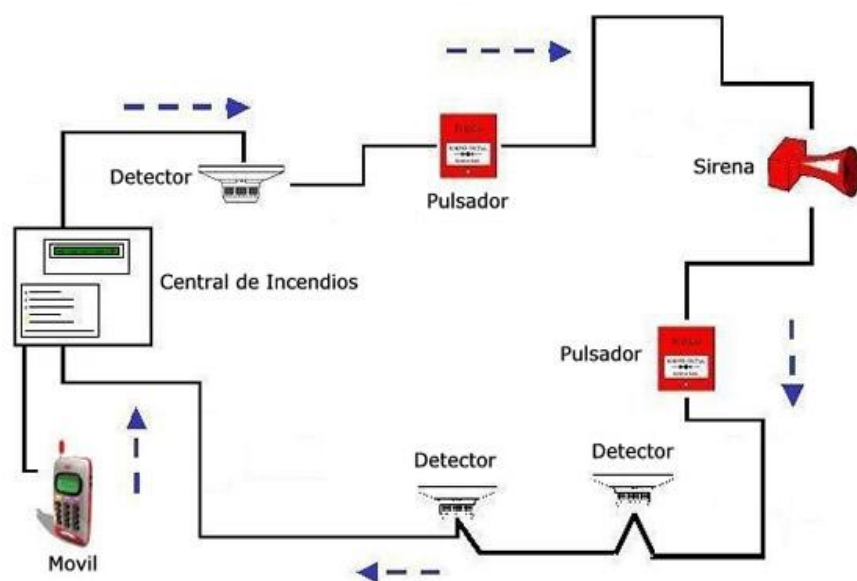 Detector
Pulsador
Sirena
Central de Incendios
Pulsador
Detector
Detector
Movil